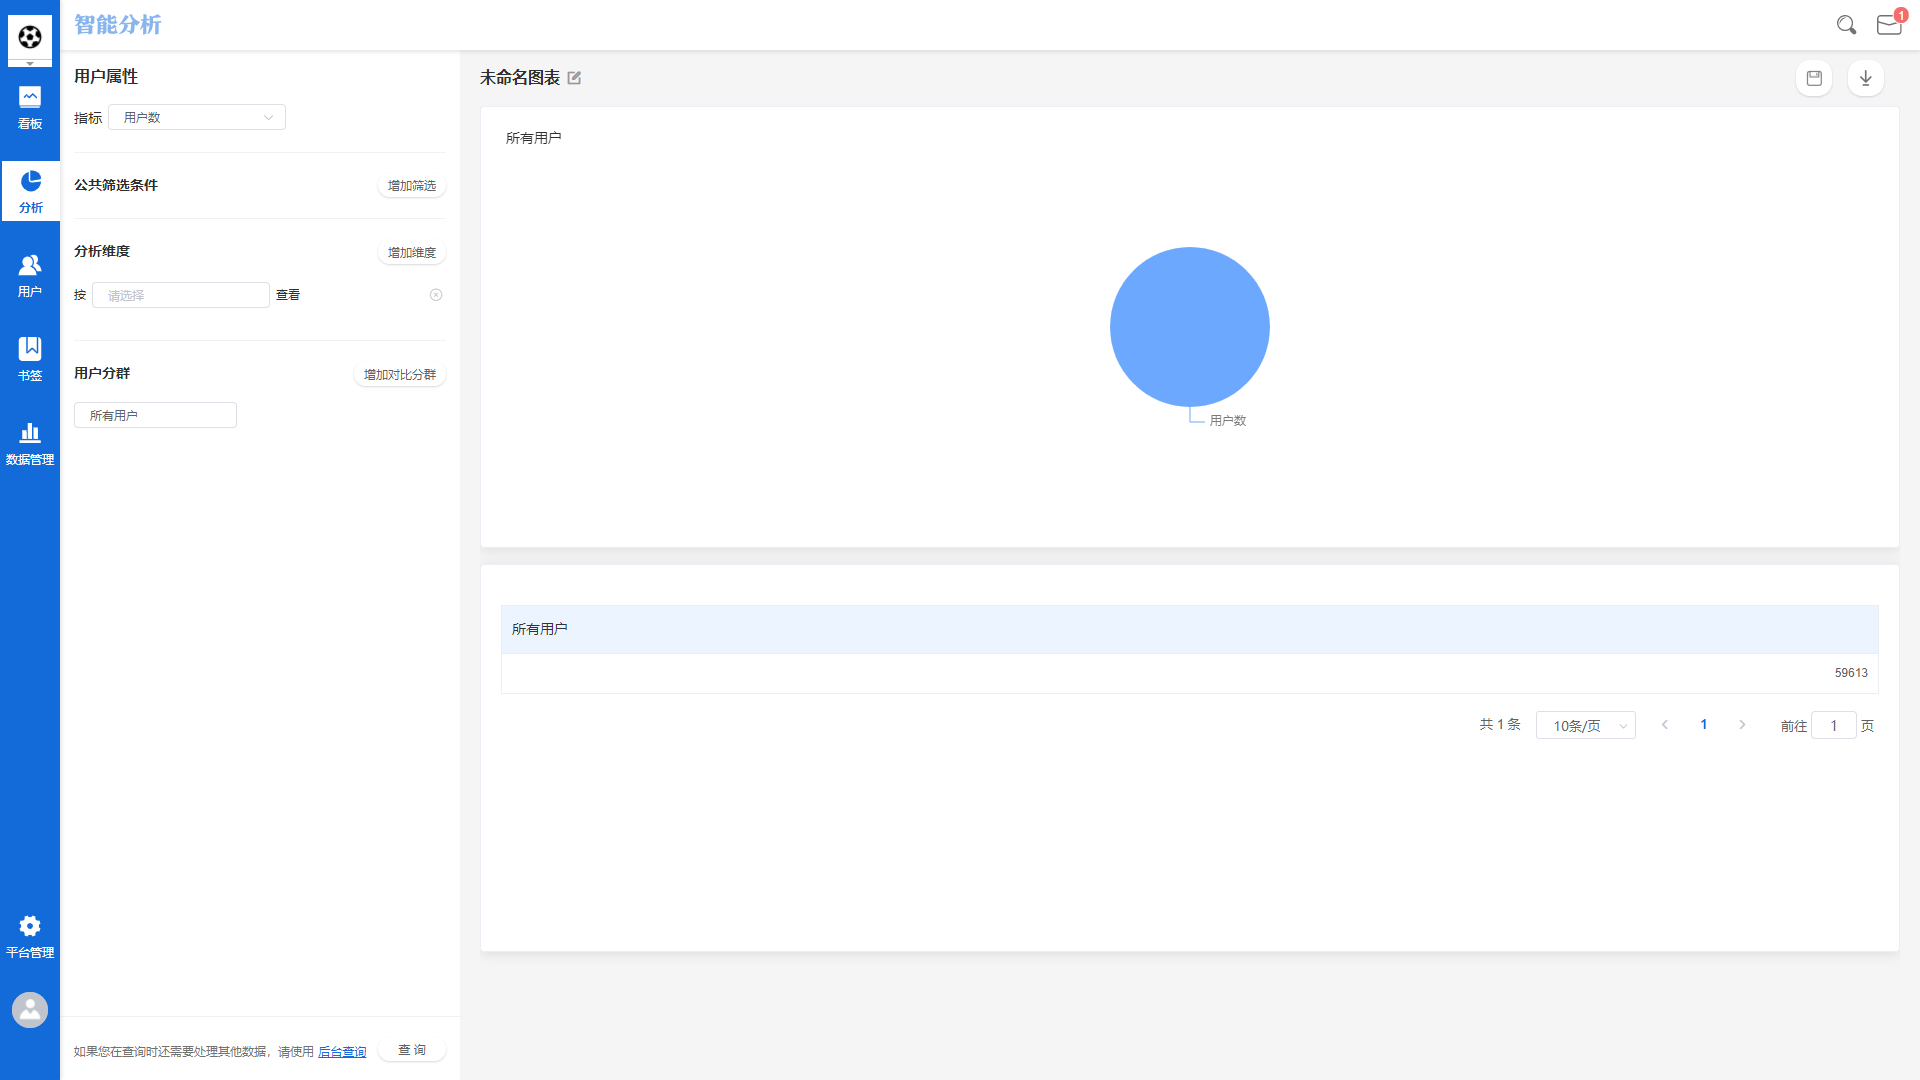 智能分析
1
看板
分析
用户
书签
数据管理
平台管理
用户属性
指标 用户数
公共筛选条件 增加筛选
分析维度 增加维度
按 请选择 查看
用户分群 增加对比分群
所有用户
如果您在查询时还需要处理其他数据，请使用 后台查询 查 询
未命名图表
所有用户
用户数
所有用户
59613
共 1 条 10条/页 1 前往 1 页